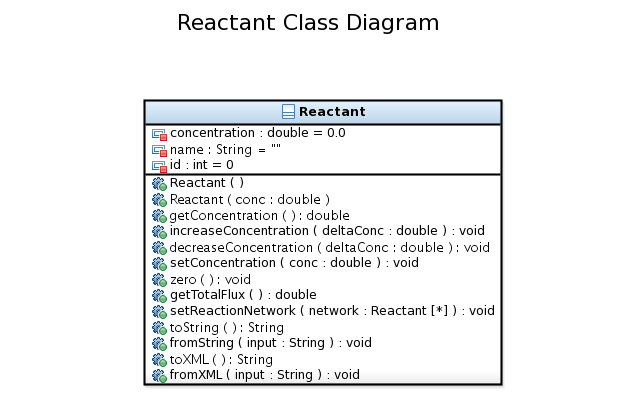 Reactant Class Diagram
Reactant
concentration : double = 0.0
name : String = ""
id : int = 0
Reactant ( )
Reactant ( conc : double )
getConcentration ( ) : double
increaseConcentration ( deltaConc : double ) : void
decreaseConcentration ( deltaConc : double ) : void
setConcentration ( conc : double ) : void
zero ( ) : void
getTotalFlux ( ) : double
setReactionNetwork ( network : Reactant [*] ) : void
toString ( ) : String
fromString ( input : String ) : void
toXML ( ) : String
fromXML ( input : String ) : void